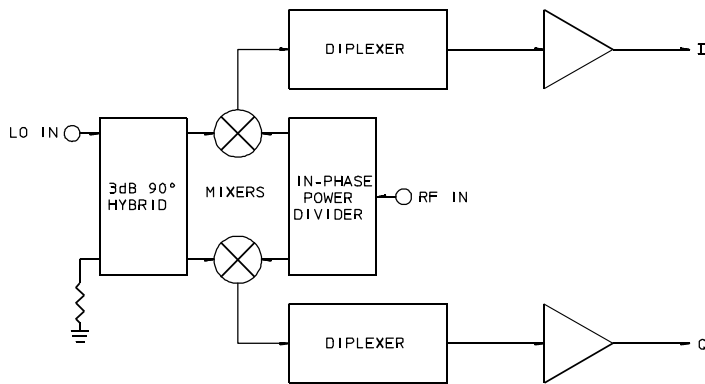 DIPLEXER
I
LO IN
3dB 90°
HYBRID
MIXERS
IN-PHASE
POWER
DIVIDER
RF IN
DIPLEXER
Q